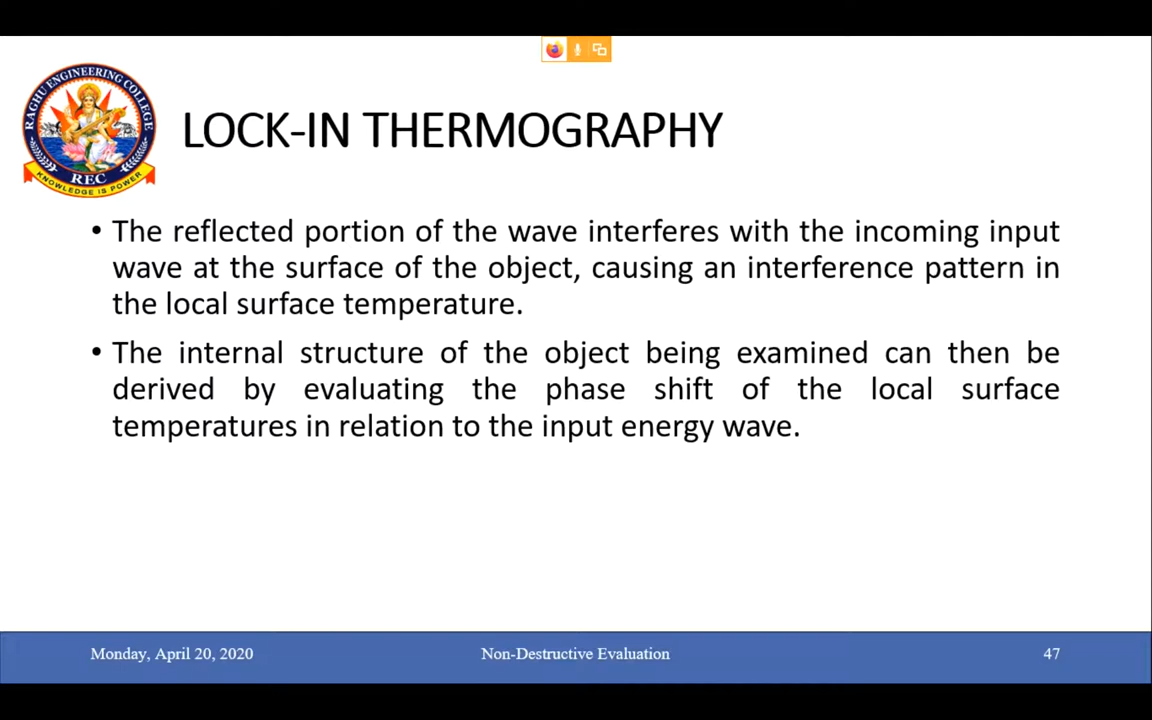 RAGHU ENGINEERING COLLEGE
REC
KNOWLEDGE IS POWER
LOCK-IN THERMOGRAPHY
• The reflected portion of the wave interferes with the incoming input
wave at the surface of the object, causing an interference pattern in
the local surface temperature.
• The internal structure of the object being examined can then be
derived by evaluating the phase shift of the local surface
temperatures in relation to the input energy wave.
Monday, April 20, 2020
Non-Destructive Evaluation
47